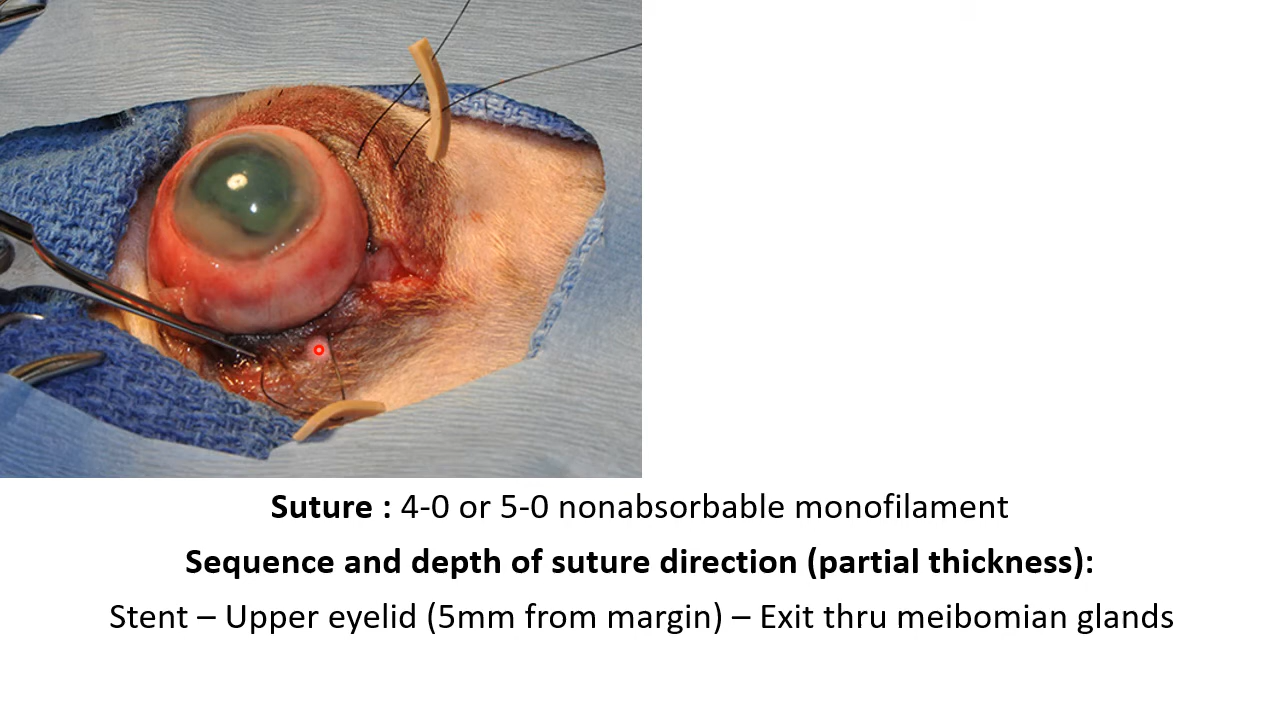 Suture : 4-0 or 5-0 nonabsorbable monofilament
Sequence and depth of suture direction (partial thickness):
Stent – Upper eyelid (5mm from margin) – Exit thru meibomian glands